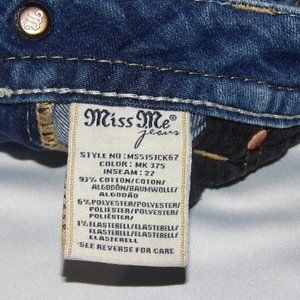 Miss Me®
jeans
STYLE NO: MS5151CK67
COLOR: MK 375
INSEAM: 27
93% COTTON/COTON/
ALGODÓN/BAUMWOLLE/
ALGODÃO
6% POLYESTER/POLYESTER/
POLIÉSTER/POLYESTER/
POLIÉSTER/
1% ELASTERELL/ELASTERELL/
ELASTERELL/ELASTERELL/
ELASTERELL
*SEE REVERSE FOR CARE